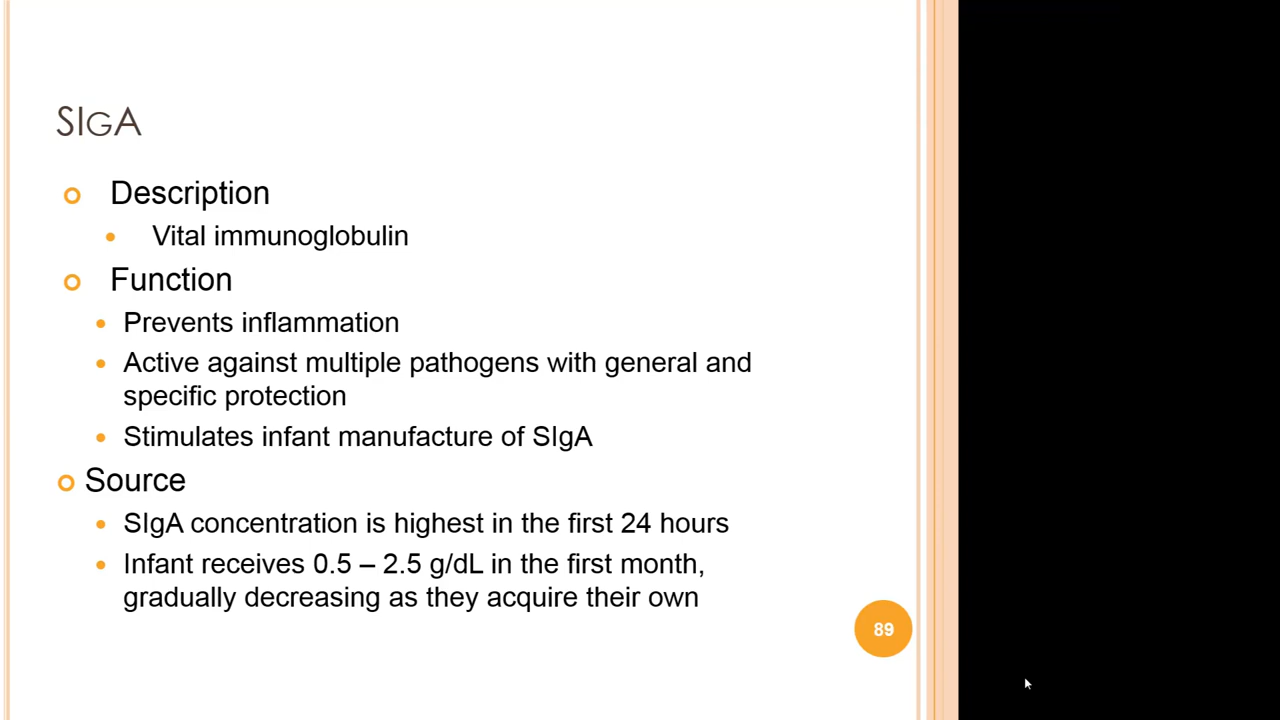 SIgA
Description
Vital immunoglobulin
Function
Prevents inflammation
Active against multiple pathogens with general and
specific protection
Stimulates infant manufacture of SIgA
Source
SIgA concentration is highest in the first 24 hours
Infant receives 0.5 – 2.5 g/dL in the first month,
gradually decreasing as they acquire their own
89